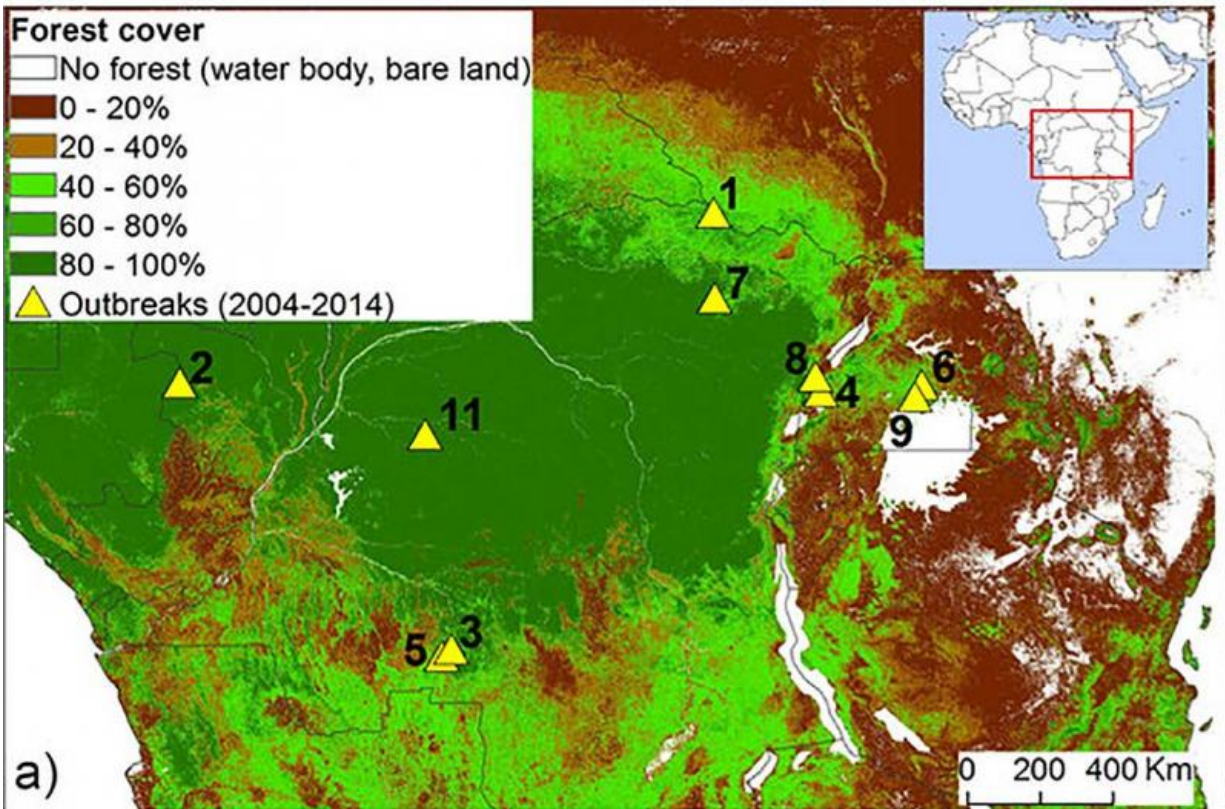 Forest cover
No forest (water body, bare land)
0 - 20%
20 - 40%
40 - 60%
60 - 80%
80 - 100%
Outbreaks (2004-2014)
1
7
2
8
6
4
11
9
3
5
0 200 400 Km
a)